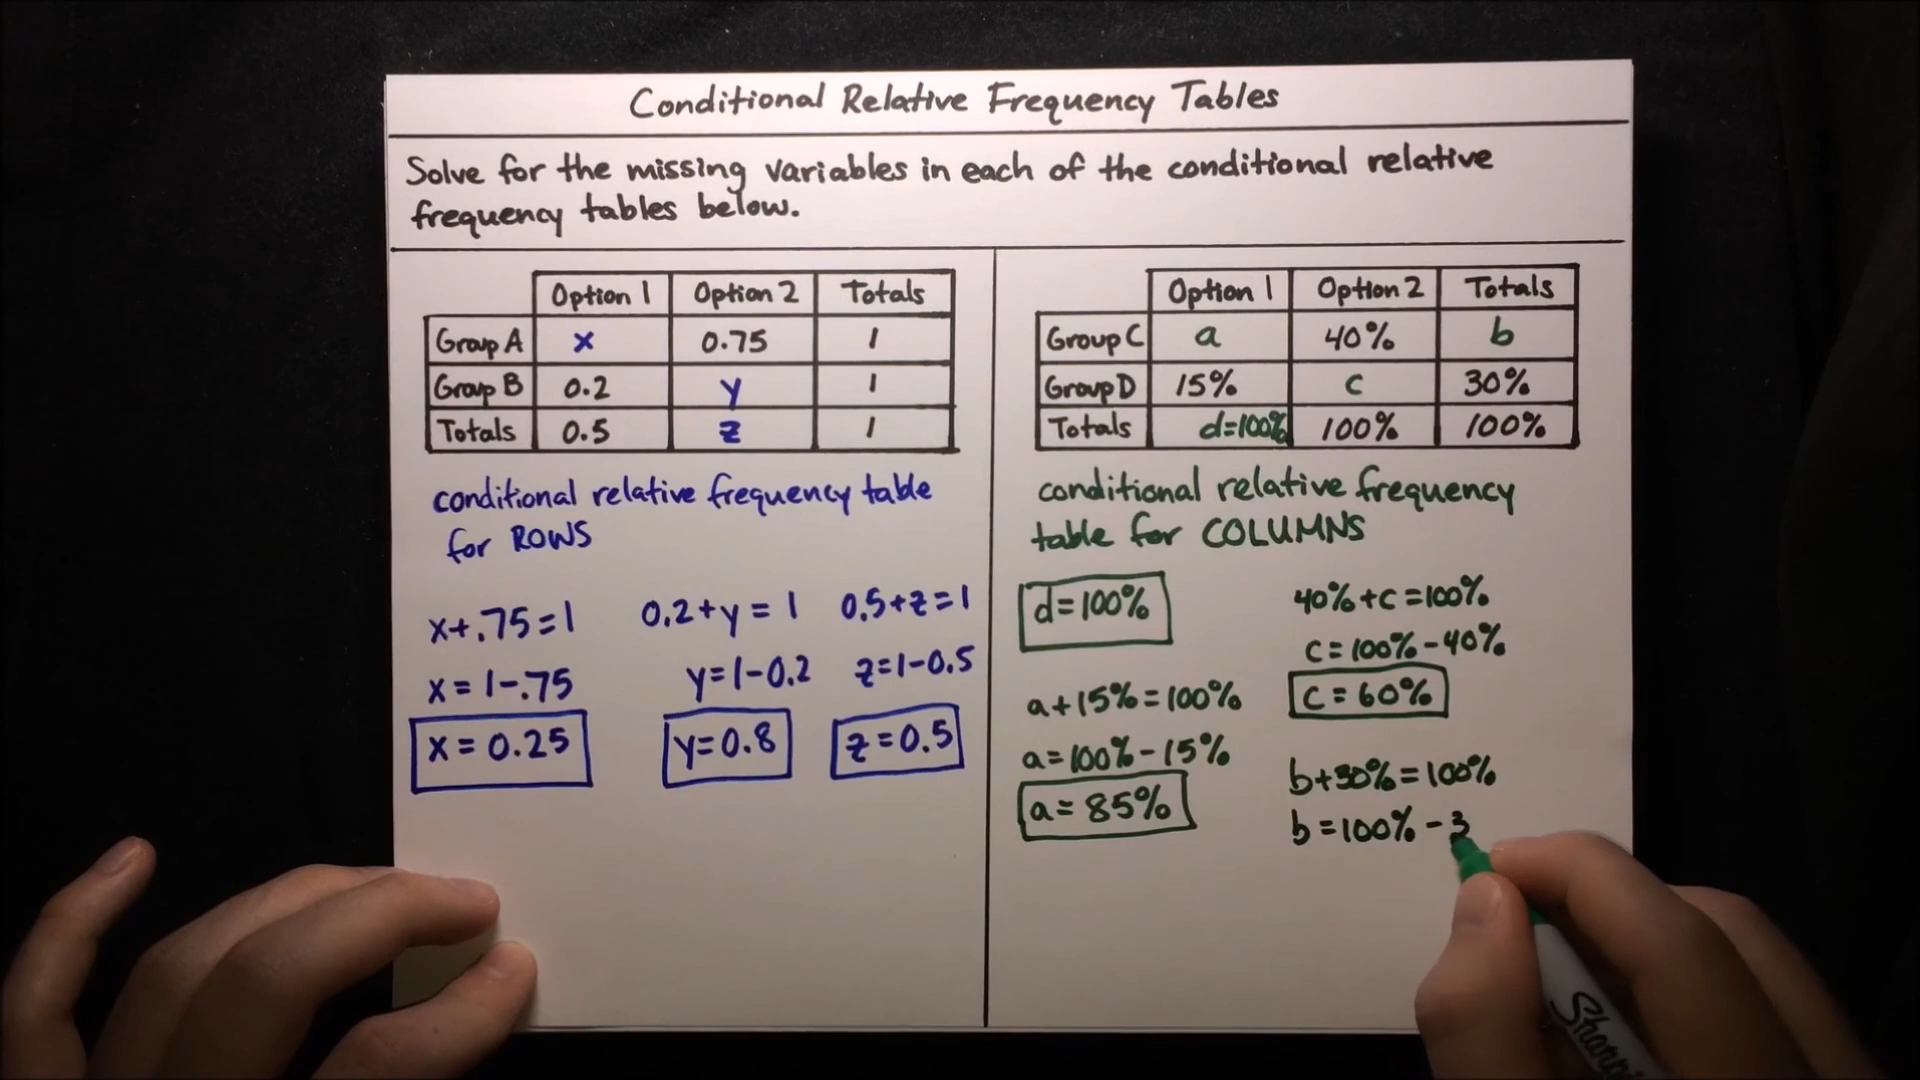 Conditional Relative Frequency Tables
Solve for the missing variables in each of the conditional relative
frequency tables below.
Option 1 Option 2 Totals
Group A x 0.75 1
Group B 0.2 y 1
Totals 0.5 z 1
conditional relative frequency table
for ROWS
x+.75=1
x=1-.75
x=0.25
0.2+y=1
y=1-0.2
y=0.8
0.5+z=1
z=1-0.5
z=0.5
Option 1 Option 2 Totals
Group C a 40% b
Group D 15% c 30%
Totals d=100% 100% 100%
conditional relative frequency
table for COLUMNS
d=100%
a+15%=100%
a=100%-15%
a=85%
40%+c=100%
c=100%-40%
c=60%
b+30%=100%
b=100%-3